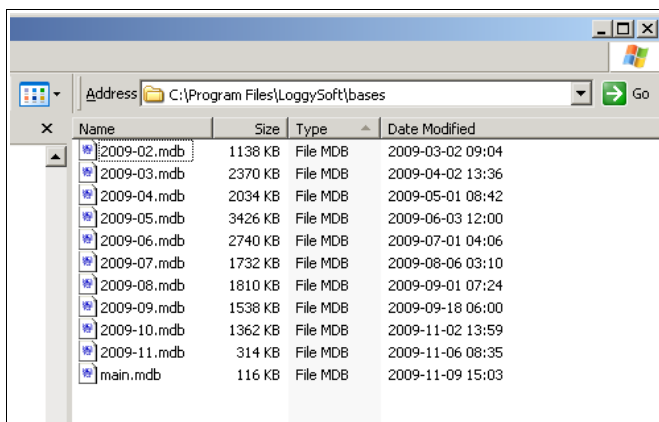 Address C:\Program Files\LoggySoft\bases Go
Name Size Type Date Modified
2009-02.mdb 1138 KB File MDB 2009-03-02 09:04
2009-03.mdb 2370 KB File MDB 2009-04-02 13:36
2009-04.mdb 2034 KB File MDB 2009-05-01 08:42
2009-05.mdb 3426 KB File MDB 2009-06-03 12:00
2009-06.mdb 2740 KB File MDB 2009-07-01 04:06
2009-07.mdb 1732 KB File MDB 2009-08-06 03:10
2009-08.mdb 1810 KB File MDB 2009-09-01 07:24
2009-09.mdb 1538 KB File MDB 2009-09-18 06:00
2009-10.mdb 1362 KB File MDB 2009-11-02 13:59
2009-11.mdb 314 KB File MDB 2009-11-06 08:35
main.mdb 116 KB File MDB 2009-11-09 15:03